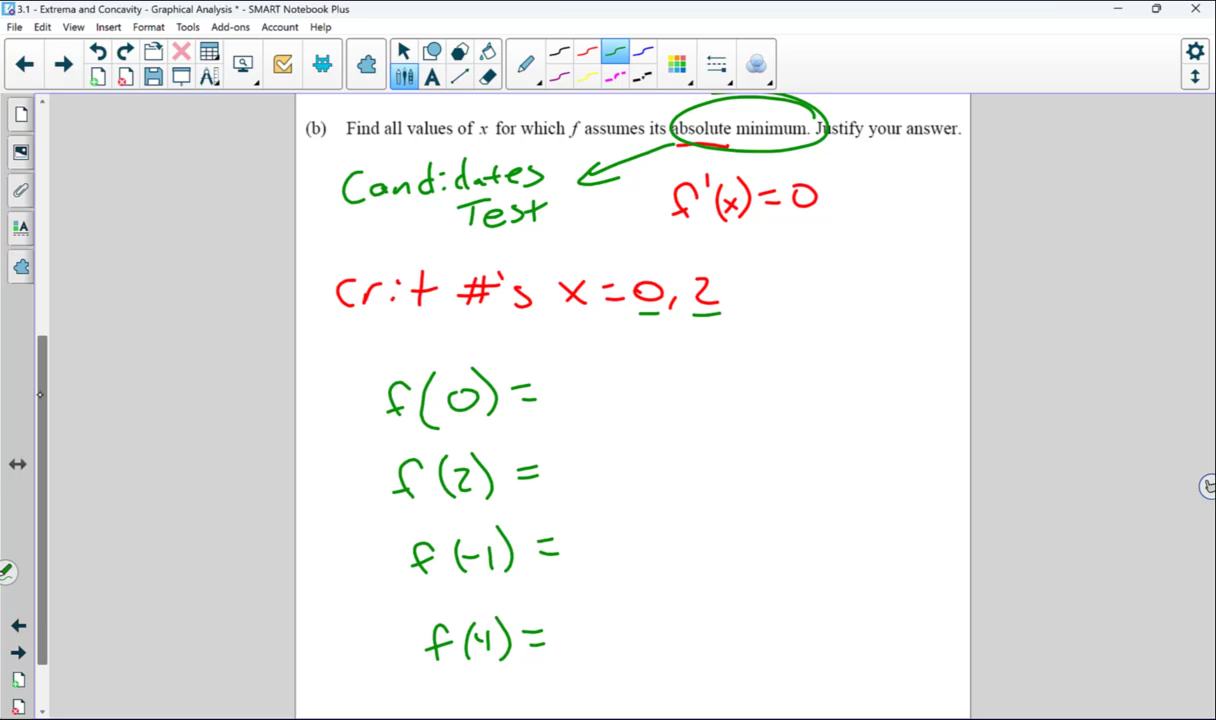 3.1 - Extrema and Concavity - Graphical Analysis * - SMART Notebook Plus
File Edit View Insert Format Tools Add-ons Account Help
(b) Find all values of x for which f assumes its absolute minimum. Justify your answer.
Candidates
Test
f'(x) = 0
Crit #'s x = 0, 2
f(0) =
f(2) =
f(-1) =
f(4) =